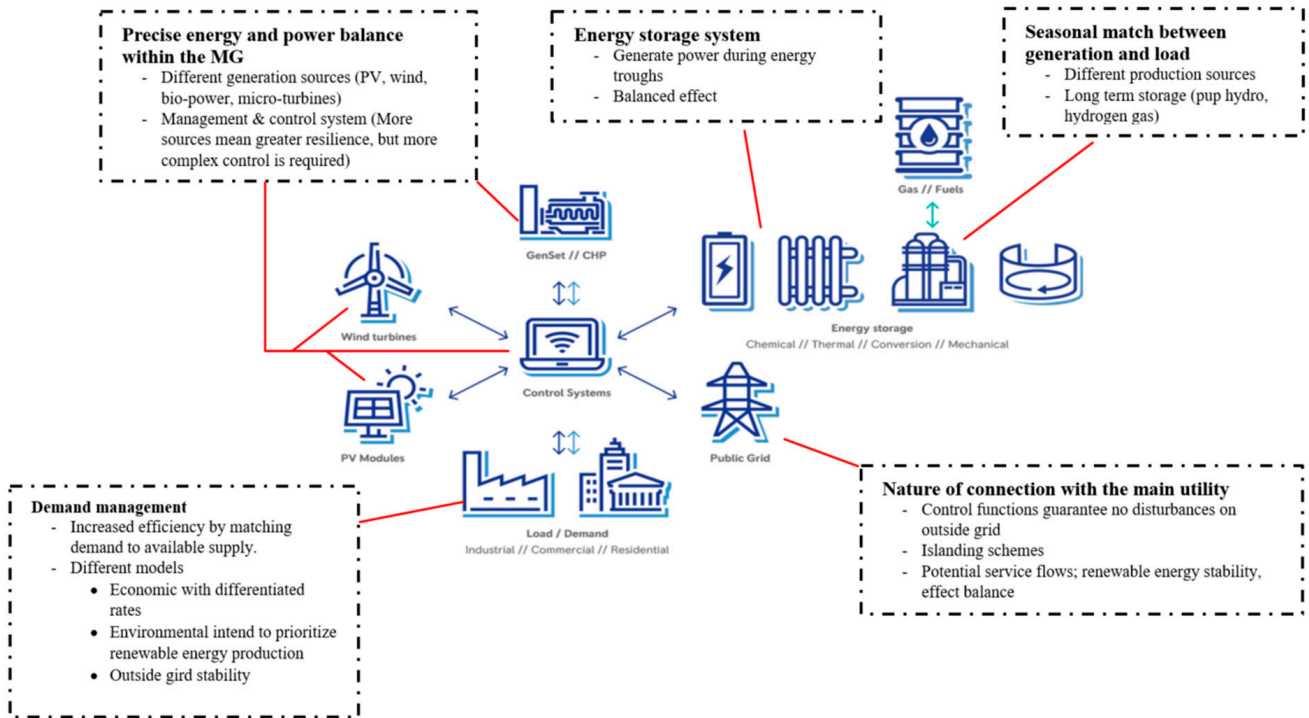 Precise energy and power balance
within the MG
- Different generation sources (PV, wind,
bio-power, micro-turbines)
- Management & control system (More
sources mean greater resilience, but more
complex control is required)
Energy storage system
- Generate power during energy
troughs
- Balanced effect
Seasonal match between
generation and load
- Different production sources
- Long term storage (pup hydro,
hydrogen gas)
Gas // Fuels
GenSet // CHP
Wind turbines
Energy storage
Chemical // Thermal // Conversion // Mechanical
Control Systems
PV Modules
Public Grid
Load / Demand
Industrial // Commercial // Residential
Demand management
- Increased efficiency by matching
demand to available supply.
- Different models
• Economic with differentiated
rates
• Environmental intend to prioritize
renewable energy production
• Outside gird stability
Nature of connection with the main utility
- Control functions guarantee no disturbances on
outside grid
- Islanding schemes
- Potential service flows; renewable energy stability,
effect balance